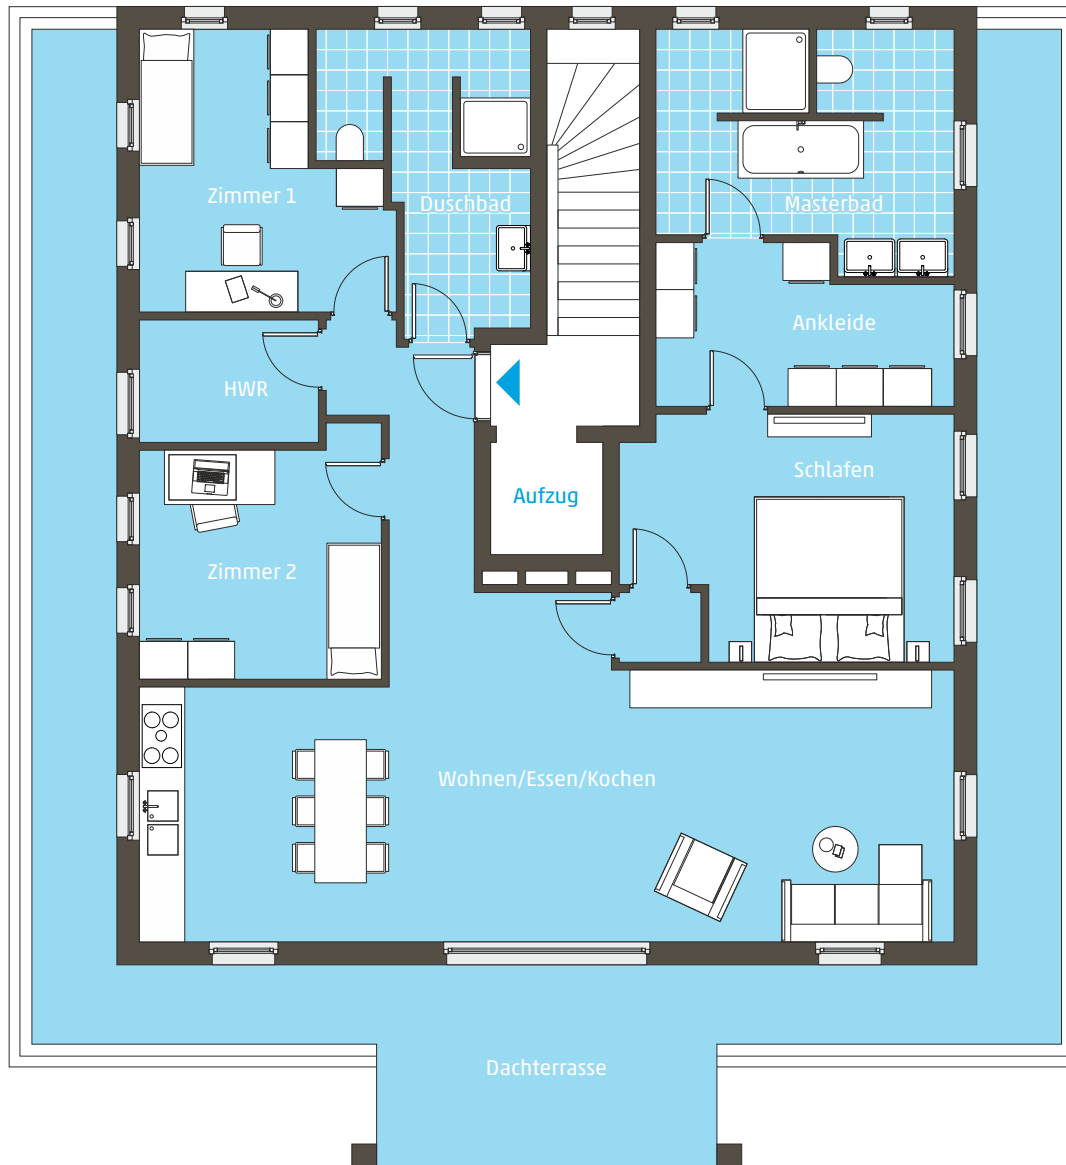 Zimmer 1
Duschbad
Masterbad
Ankleide
HWR
Schlafen
Aufzug
Zimmer 2
Wohnen/Essen/Kochen
Dachterrasse